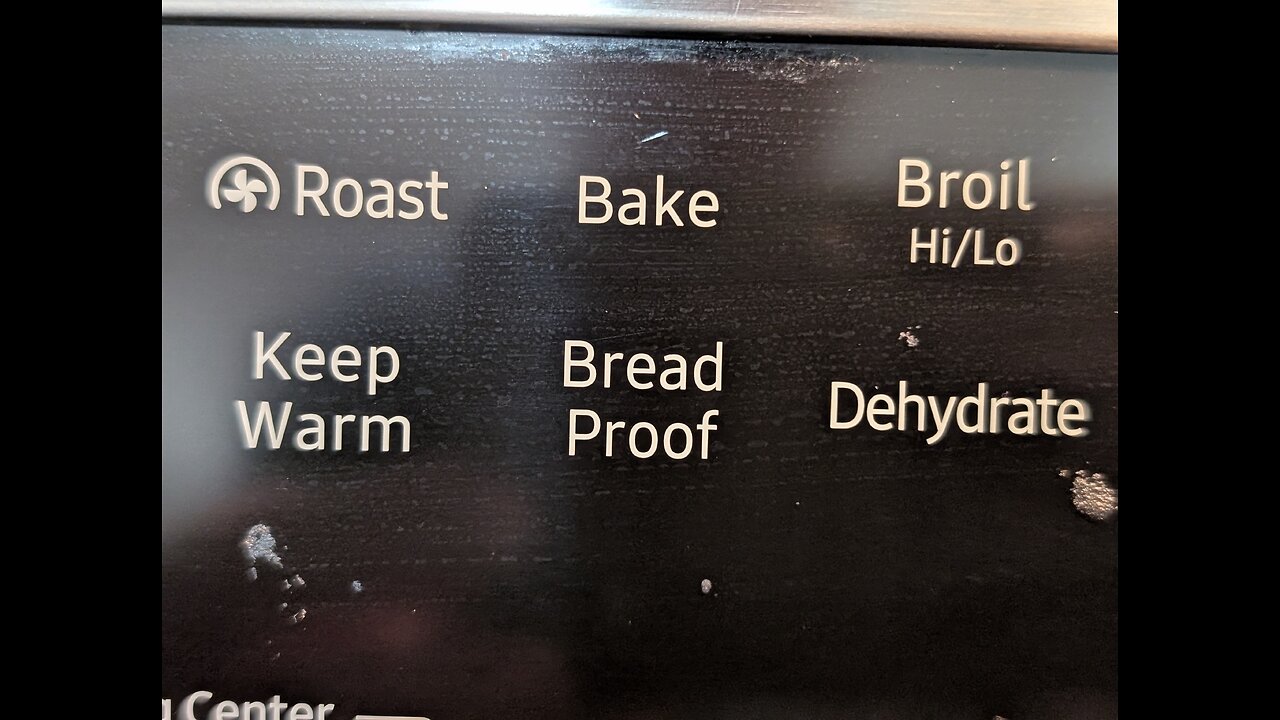 Roast
Bake
Broil
Hi/Lo
Keep
Warm
Bread
Proof
Dehydrate
Center